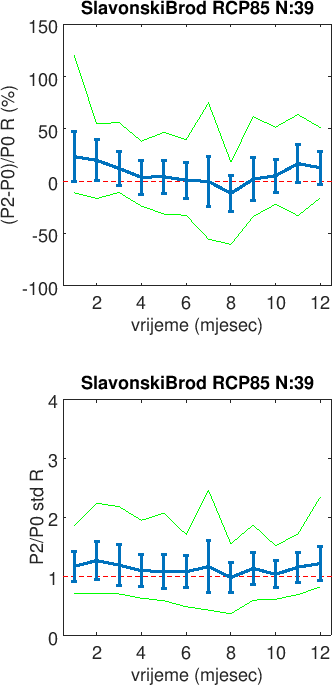 SlavonskiBrod RCP85 N:39
(P2-P0)/P0 R (%)
150
100
50
0
-50
-100
2 4 6 8 10 12
vrijeme (mjesec)
SlavonskiBrod RCP85 N:39
P2/P0 std R
4
3
2
1
0
2 4 6 8 10 12
vrijeme (mjesec)